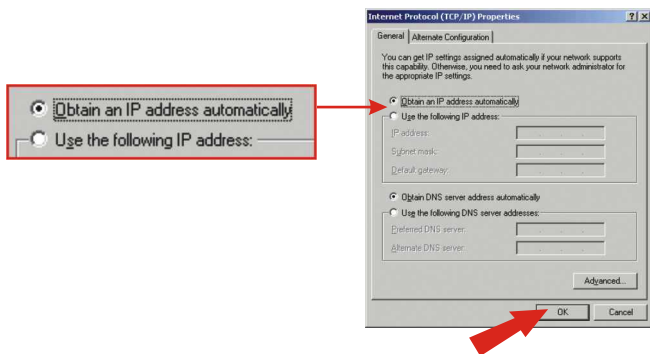 Internet Protocol (TCP/IP) Properties
General
Alternate Configuration
You can get IP settings assigned automatically if your network supports
this capability. Otherwise, you need to ask your network administrator for
the appropriate IP settings.
Obtain an IP address automatically
Use the following IP address:
IP address:
Subnet mask:
Default gateway:
Obtain DNS server address automatically
Use the following DNS server addresses:
Preferred DNS server:
Alternate DNS server:
Advanced...
OK
Cancel
Obtain an IP address automatically
Use the following IP address: